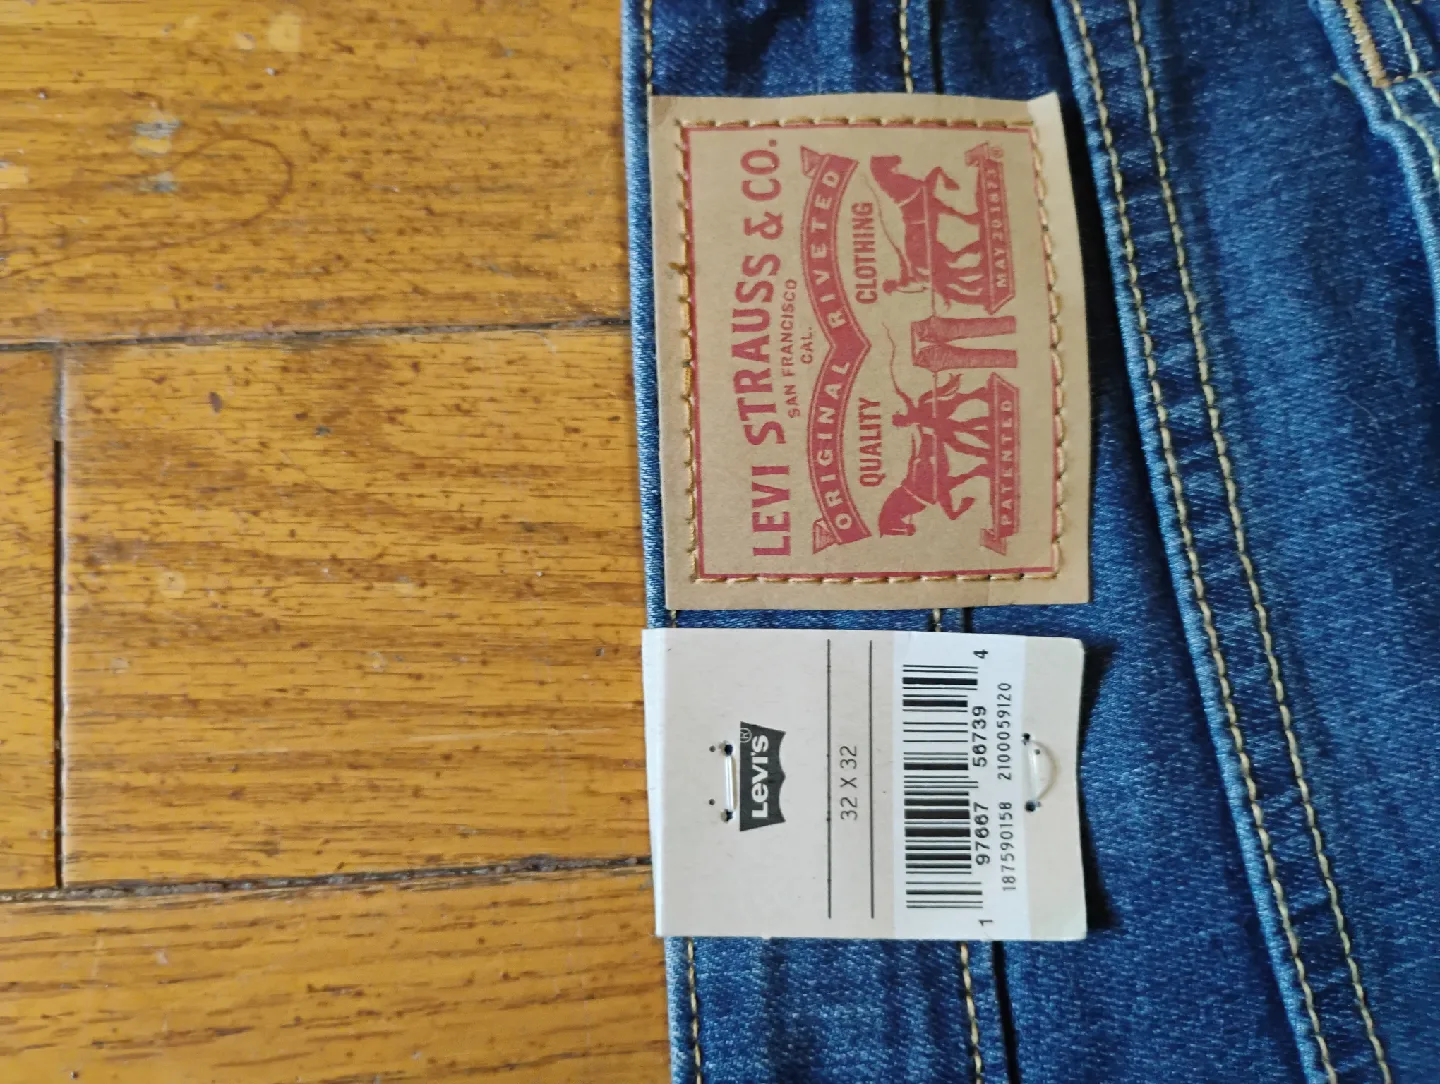 LEVI STRAUSS & CO.
SAN FRANCISCO
CAL.
ORIGINAL RIVETED
QUALITY CLOTHING
PATENTED MAY 20 1873 ®
Levi's ®
32 X 32
1 97667 56739 4
187590158 2100059120